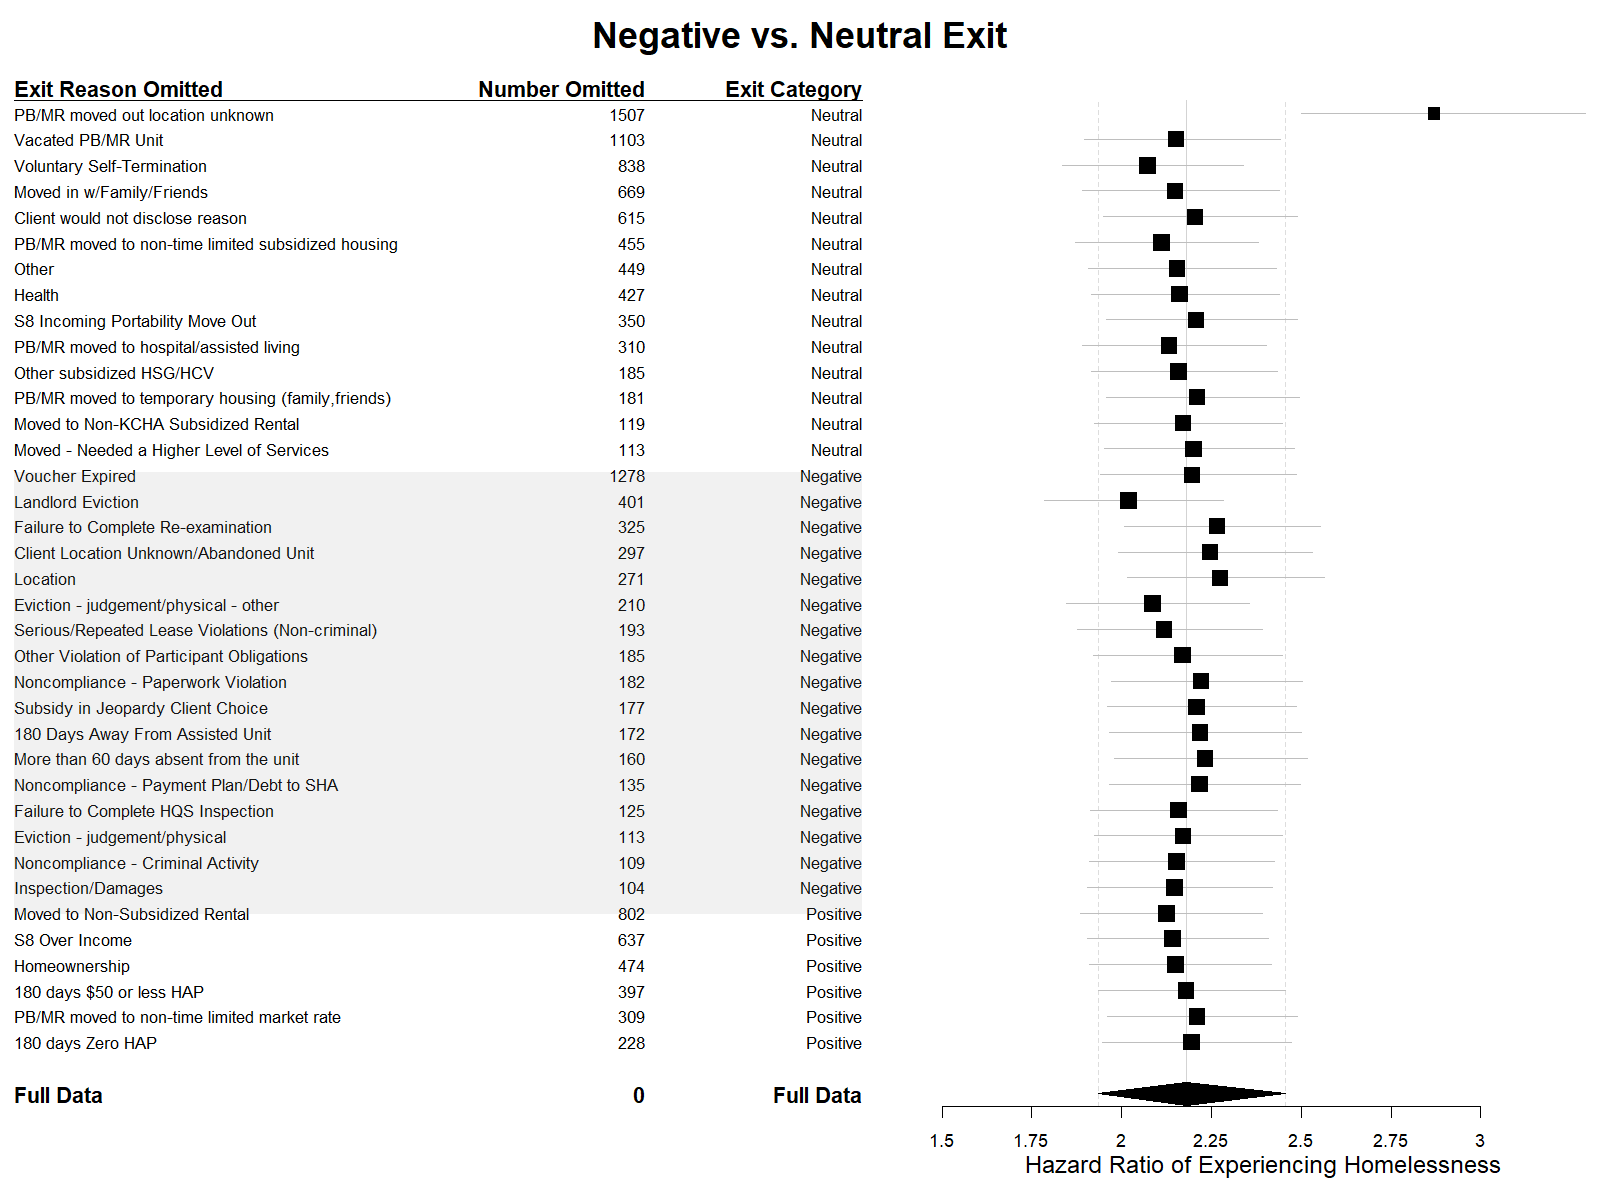 Negative vs. Neutral Exit
Exit Reason Omitted Number Omitted Exit Category
PB/MR moved out location unknown 1507 Neutral
Vacated PB/MR Unit 1103 Neutral
Voluntary Self-Termination 838 Neutral
Moved in w/Family/Friends 669 Neutral
Client would not disclose reason 615 Neutral
PB/MR moved to non-time limited subsidized housing 455 Neutral
Other 449 Neutral
Health 427 Neutral
S8 Incoming Portability Move Out 350 Neutral
PB/MR moved to hospital/assisted living 310 Neutral
Other subsidized HSG/HCV 185 Neutral
PB/MR moved to temporary housing (family,friends) 181 Neutral
Moved to Non-KCHA Subsidized Rental 119 Neutral
Moved - Needed a Higher Level of Services 113 Neutral
Voucher Expired 1278 Negative
Landlord Eviction 401 Negative
Failure to Complete Re-examination 325 Negative
Client Location Unknown/Abandoned Unit 297 Negative
Location 271 Negative
Eviction - judgement/physical - other 210 Negative
Serious/Repeated Lease Violations (Non-criminal) 193 Negative
Other Violation of Participant Obligations 185 Negative
Noncompliance - Paperwork Violation 182 Negative
Subsidy in Jeopardy Client Choice 177 Negative
180 Days Away From Assisted Unit 172 Negative
More than 60 days absent from the unit 160 Negative
Noncompliance - Payment Plan/Debt to SHA 135 Negative
Failure to Complete HQS Inspection 125 Negative
Eviction - judgement/physical 113 Negative
Noncompliance - Criminal Activity 109 Negative
Inspection/Damages 104 Negative
Moved to Non-Subsidized Rental 802 Positive
S8 Over Income 637 Positive
Homeownership 474 Positive
180 days $50 or less HAP 397 Positive
PB/MR moved to non-time limited market rate 309 Positive
180 days Zero HAP 228 Positive
Full Data 0 Full Data
1.5 1.75 2 2.25 2.5 2.75 3
Hazard Ratio of Experiencing Homelessness